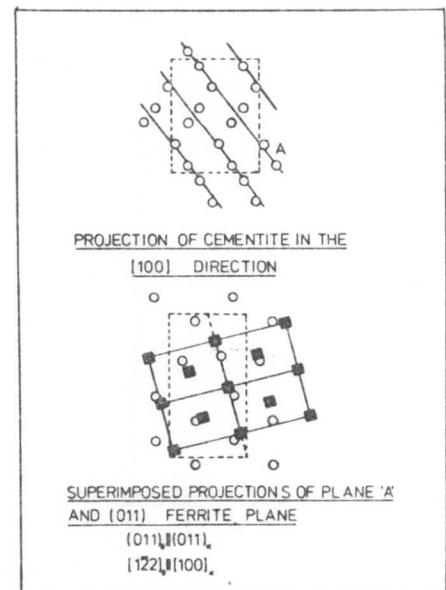 A
PROJECTION OF CEMENTITE IN THE
[100] DIRECTION
SUPERIMPOSED PROJECTIONS OF PLANE 'A'
AND (011) FERRITE PLANE